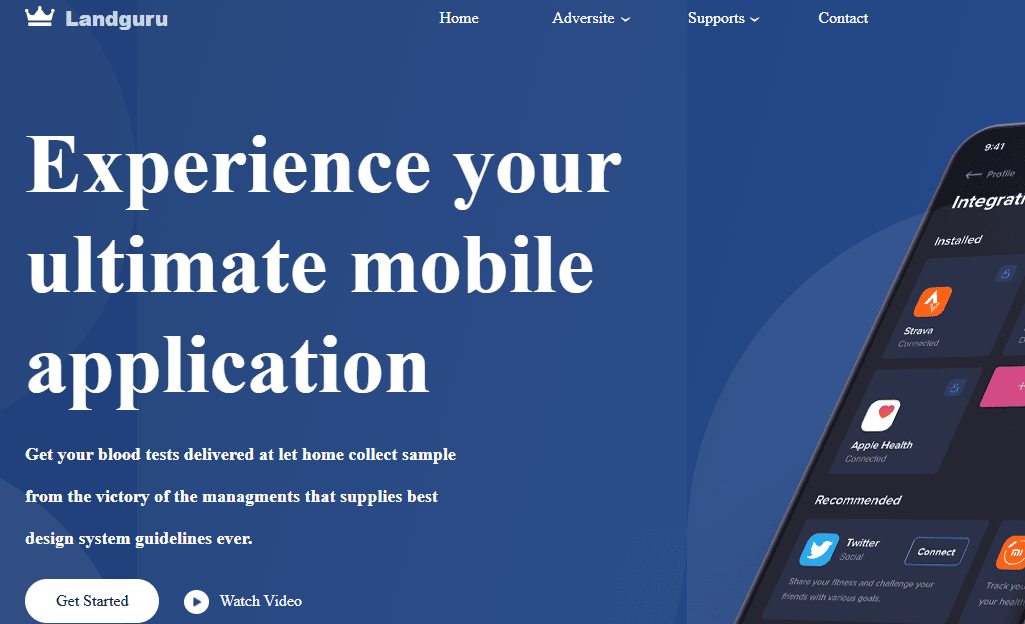 Landguru
Home
Adversite
Supports
Contact
Experience your
ultimate mobile
application
Get your blood tests delivered at let home collect sample
from the victory of the managments that supplies best
design system guidelines ever.
Get Started
Watch Video
9:41
Profile
Integrati
Installed
Strava
Connected
Apple Health
Connected
Recommended
Twitter
Social
Connect
Share your fitness and challenge your
friends with various goals.
Track you
your health